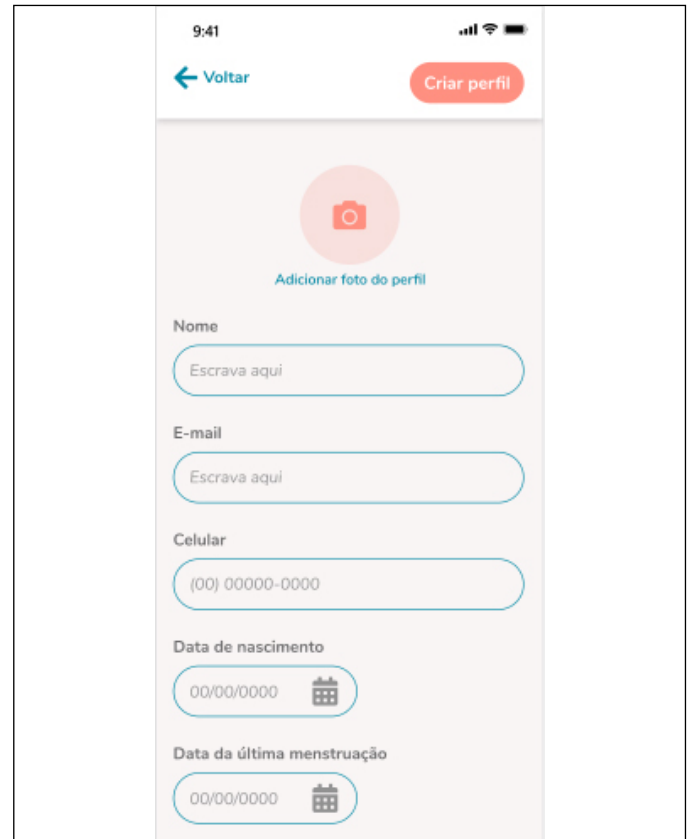 9:41
Voltar
Criar perfil
Adicionar foto do perfil
Nome
Escrava aqui
E-mail
Escrava aqui
Celular
(00) 00000-0000
Data de nascimento
00/00/0000
Data da última menstruação
00/00/0000